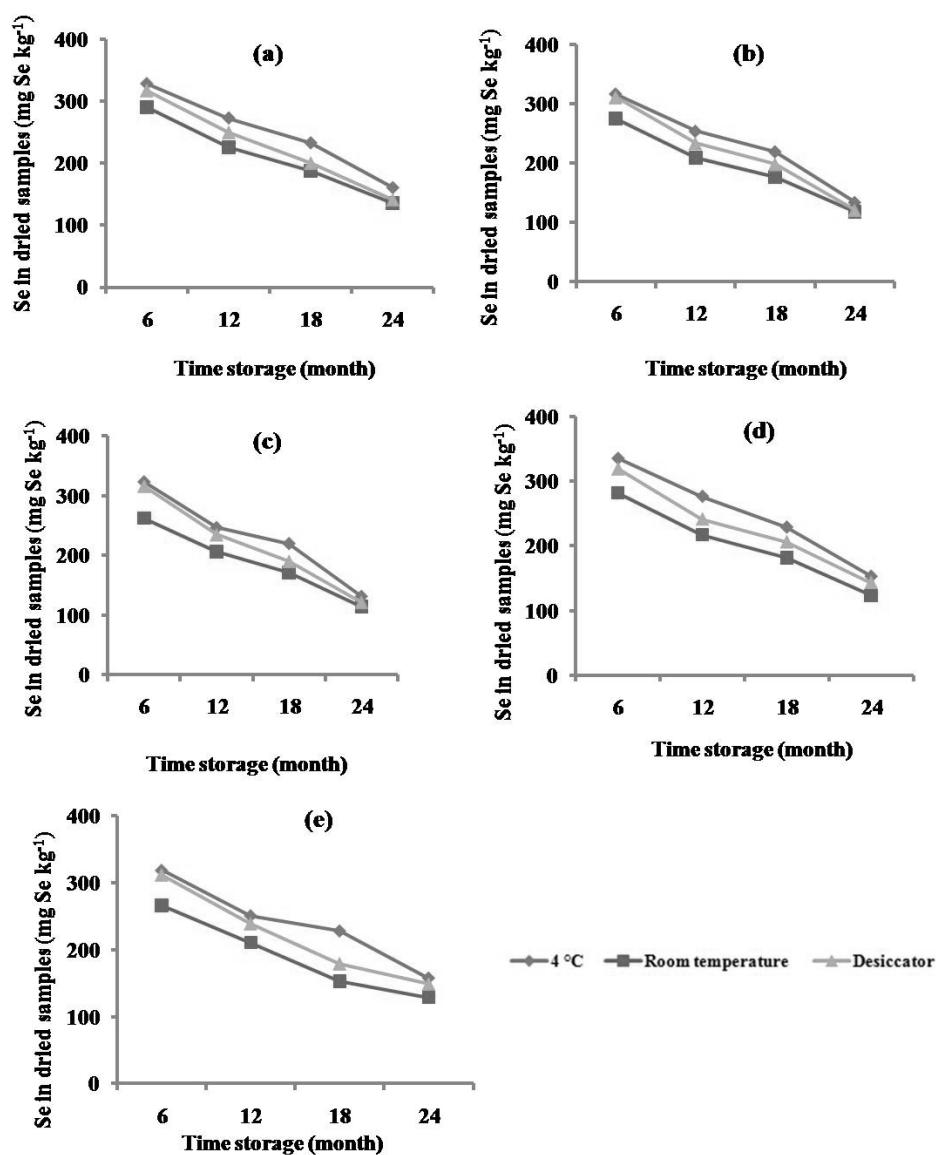 (a)
Se in dried samples (mg Se kg⁻¹)
400
300
200
100
0
6 12 18 24
Time storage (month)
(b)
Se in dried samples (mg Se kg⁻¹)
400
300
200
100
0
6 12 18 24
Time storage (month)
(c)
Se in dried samples (mg Se kg⁻¹)
400
300
200
100
0
6 12 18 24
Time storage (month)
(d)
Se in dried samples (mg Se kg⁻¹)
400
300
200
100
0
6 12 18 24
Time storage (month)
(e)
Se in dried samples (mg Se kg⁻¹)
400
300
200
100
0
6 12 18 24
Time storage (month)
4 °C Room temperature Desiccator